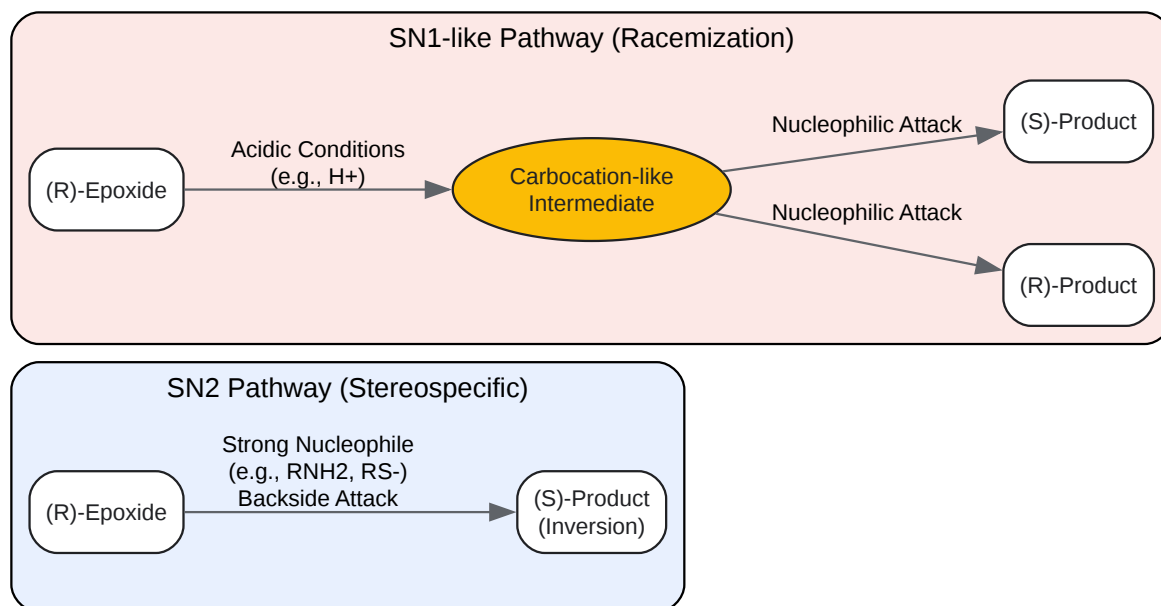 SN1-like Pathway (Racemization)
(R)-Epoxide
Acidic Conditions
(e.g., H+)
Carbocation-like
Intermediate
Nucleophilic Attack
(S)-Product
Nucleophilic Attack
(R)-Product
SN2 Pathway (Stereospecific)
(R)-Epoxide
Strong Nucleophile
(e.g., RNH2, RS-)
Backside Attack
(S)-Product
(Inversion)